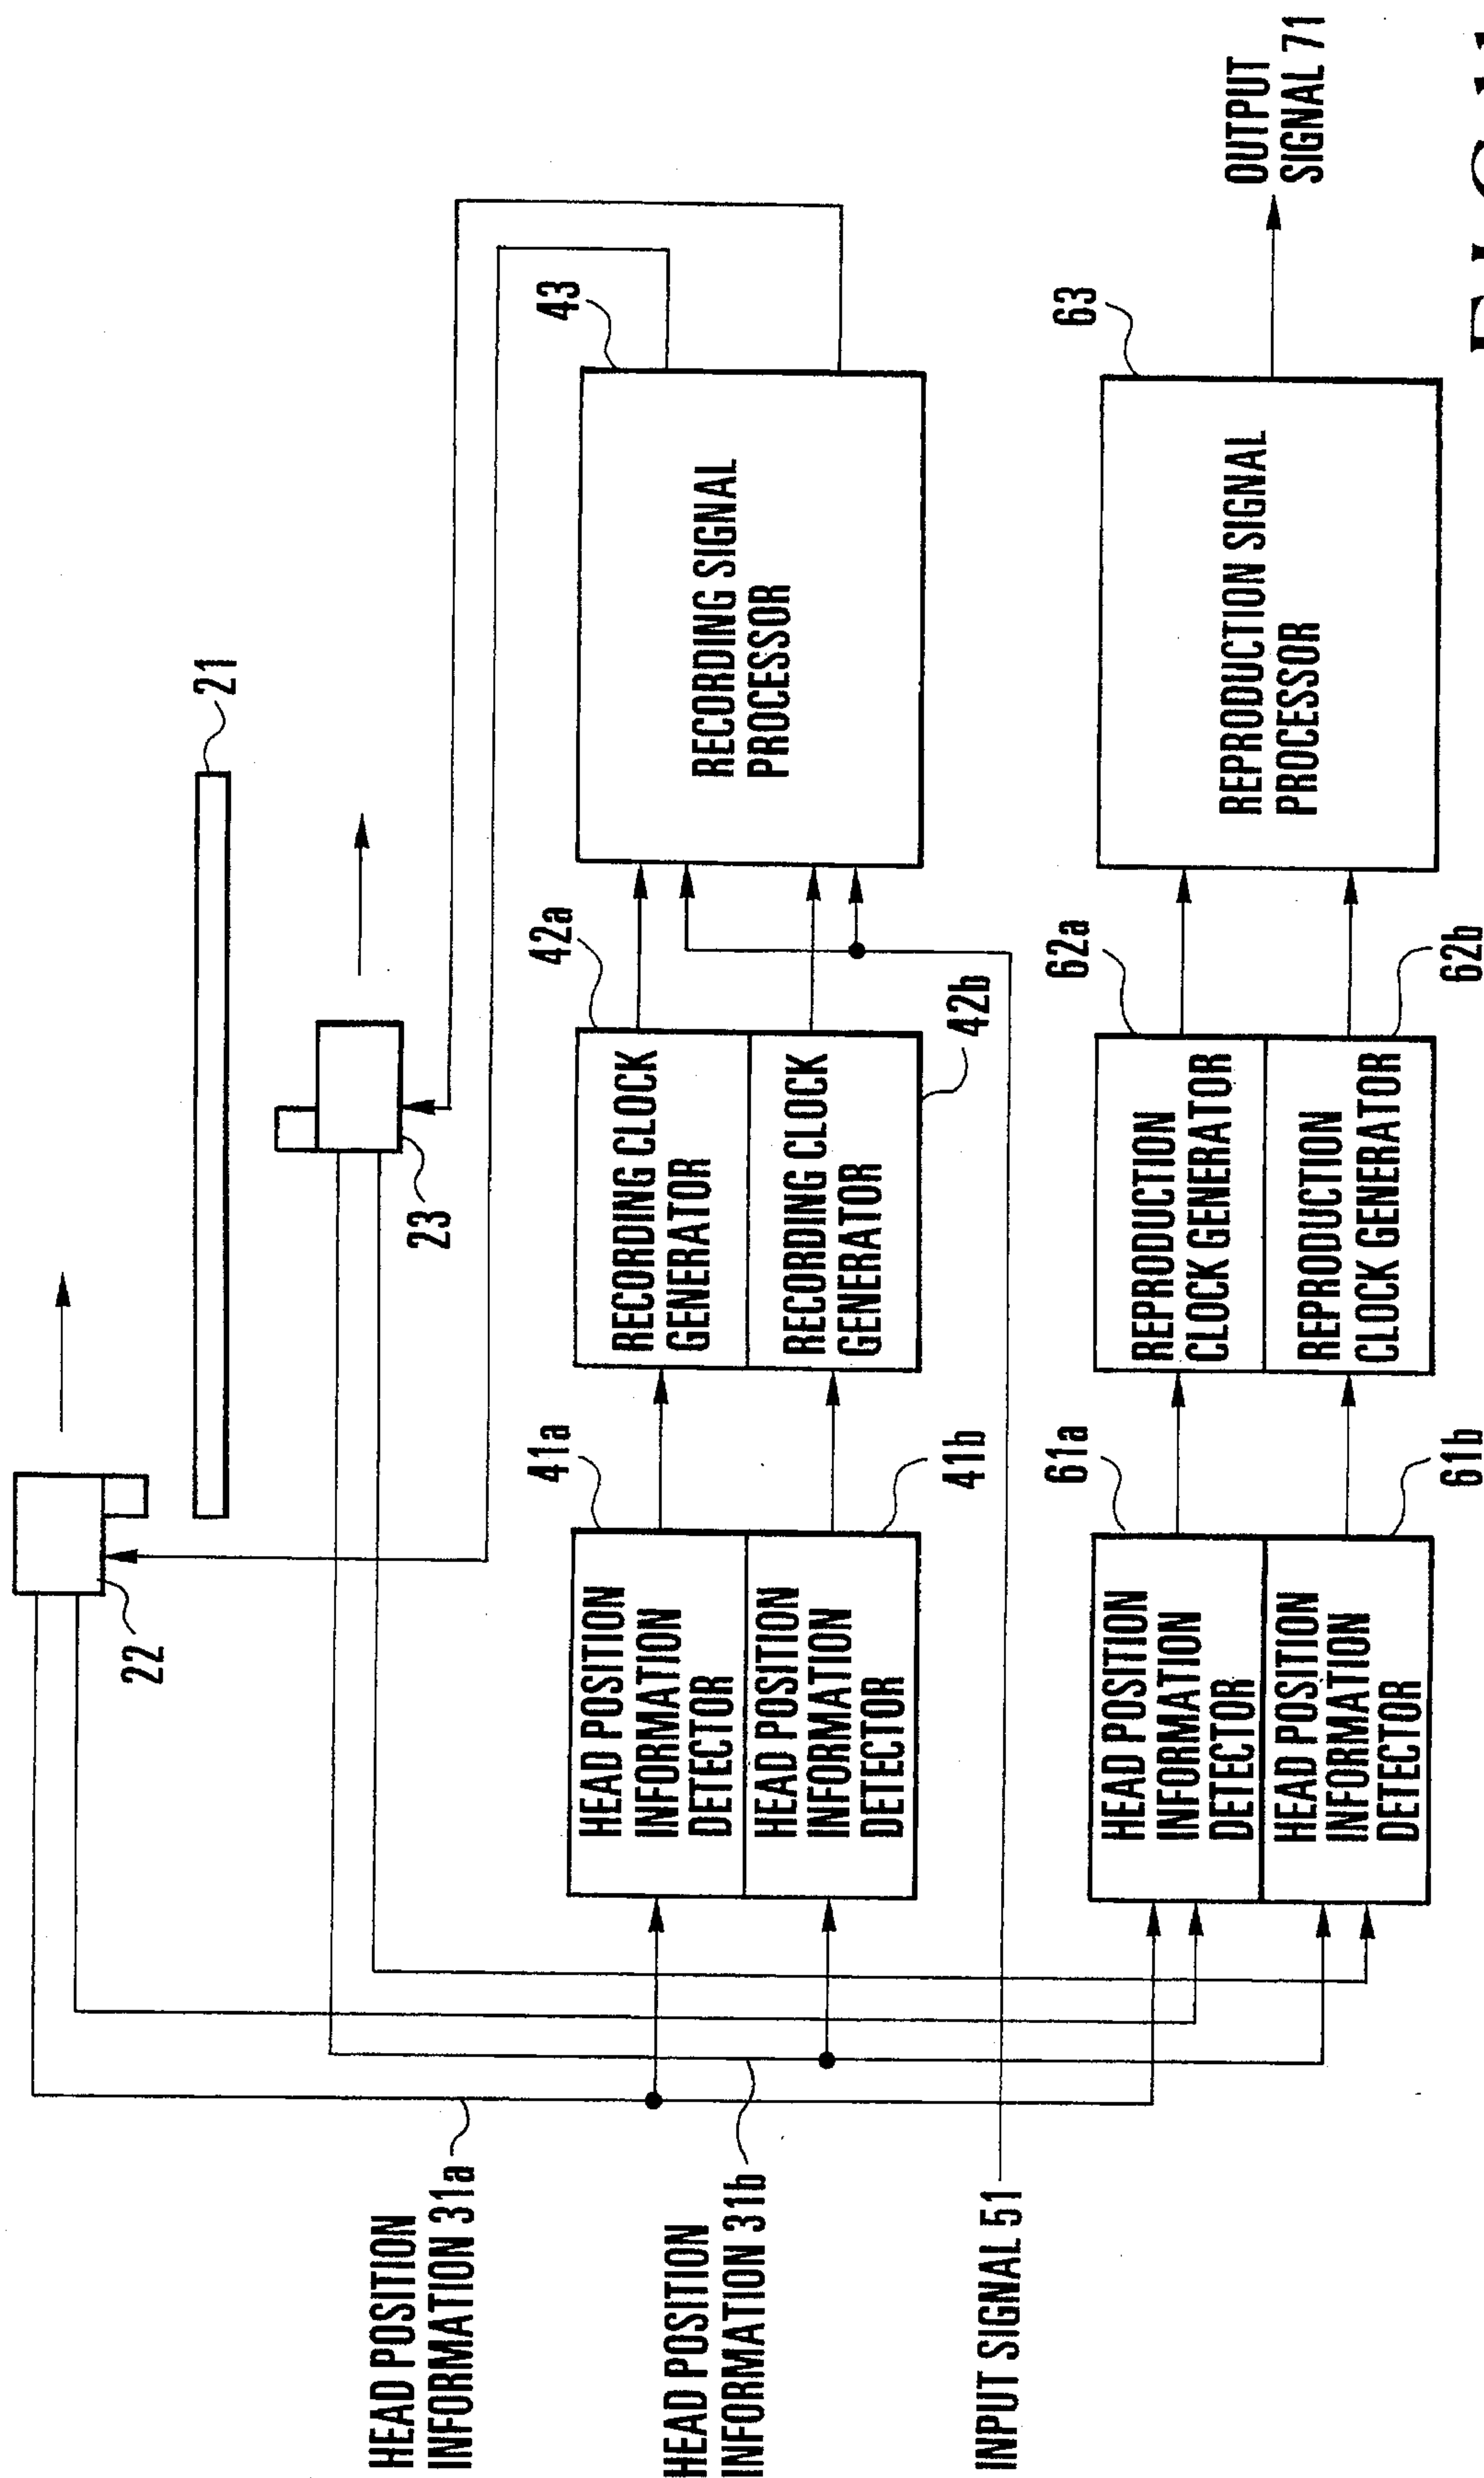 22
21
23
HEAD POSITION
INFORMATION 31a
HEAD POSITION
INFORMATION 31b
INPUT SIGNAL 51
41a
HEAD POSITION
INFORMATION
DETECTOR
HEAD POSITION
INFORMATION
DETECTOR
41b
42a
RECORDING CLOCK
GENERATOR
RECORDING CLOCK
GENERATOR
42b
43
RECORDING SIGNAL
PROCESSOR
61a
HEAD POSITION
INFORMATION
DETECTOR
HEAD POSITION
INFORMATION
DETECTOR
61b
62a
REPRODUCTION
CLOCK GENERATOR
REPRODUCTION
CLOCK GENERATOR
62b
63
REPRODUCTION SIGNAL
PROCESSOR
OUTPUT
SIGNAL 71